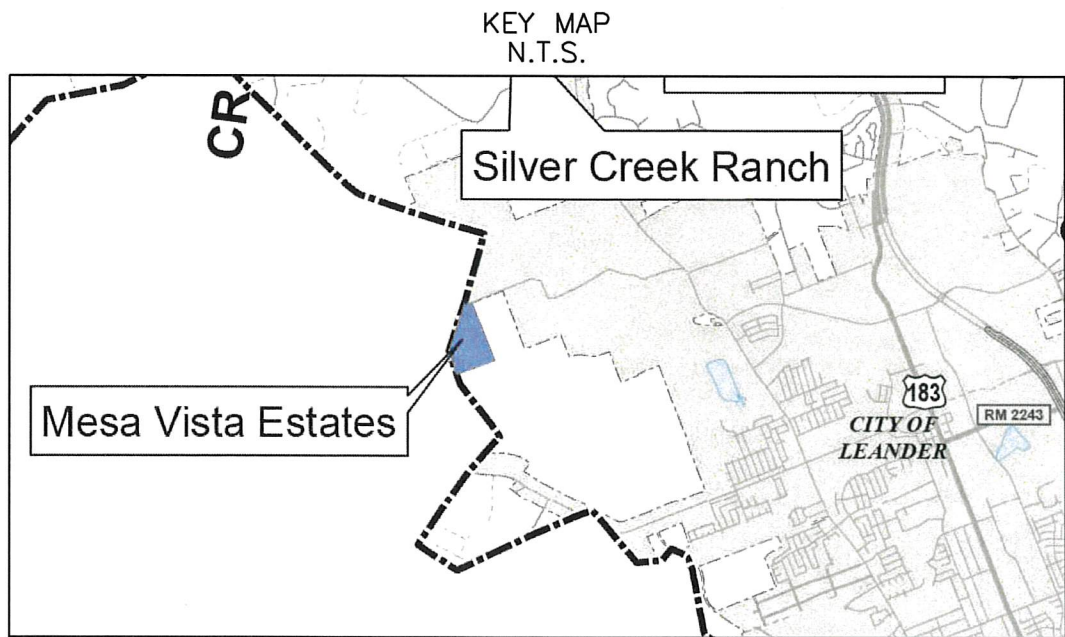 KEY MAP
N.T.S.
CR
Silver Creek Ranch
Mesa Vista Estates
183
RM 2243
CITY OF
LEANDER